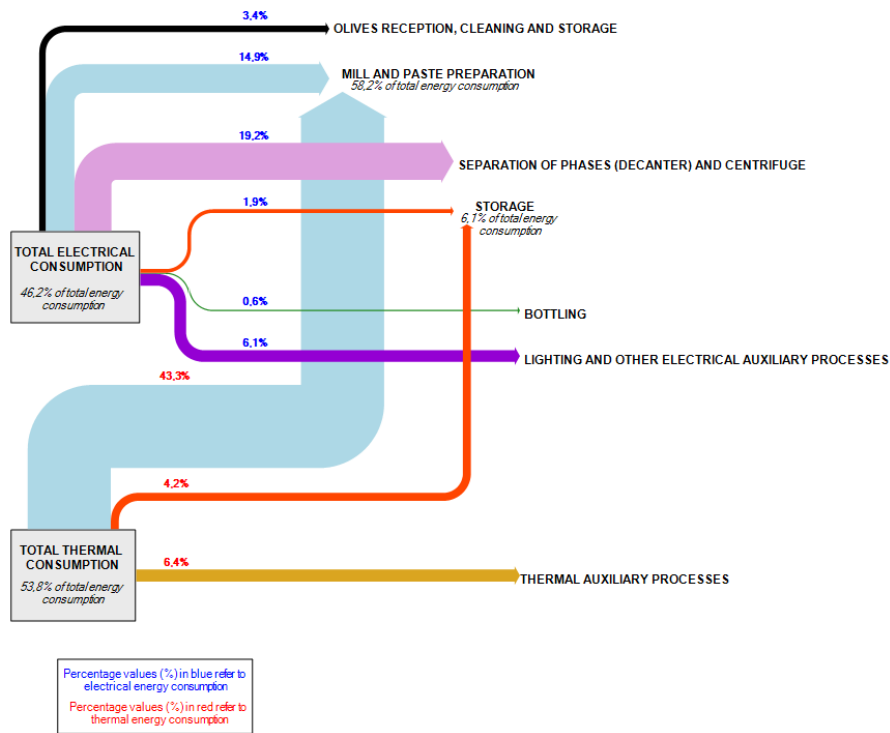 3,4%
OLIVES RECEPTION, CLEANING AND STORAGE
14,9%
MILL AND PASTE PREPARATION
58,2% of total energy consumption
19,2%
SEPARATION OF PHASES (DECANTER) AND CENTRIFUGE
1,9%
STORAGE
6,1% of total energy
consumption
TOTAL ELECTRICAL
CONSUMPTION
46,2% of total energy
consumption
0,6%
BOTTLING
6,1%
LIGHTING AND OTHER ELECTRICAL AUXILIARY PROCESSES
43,3%
4,2%
TOTAL THERMAL
CONSUMPTION
53,8% of total energy
consumption
6,4%
THERMAL AUXILIARY PROCESSES
Percentage values (%) in blue refer to
electrical energy consumption
Percentage values (%) in red refer to
thermal energy consumption